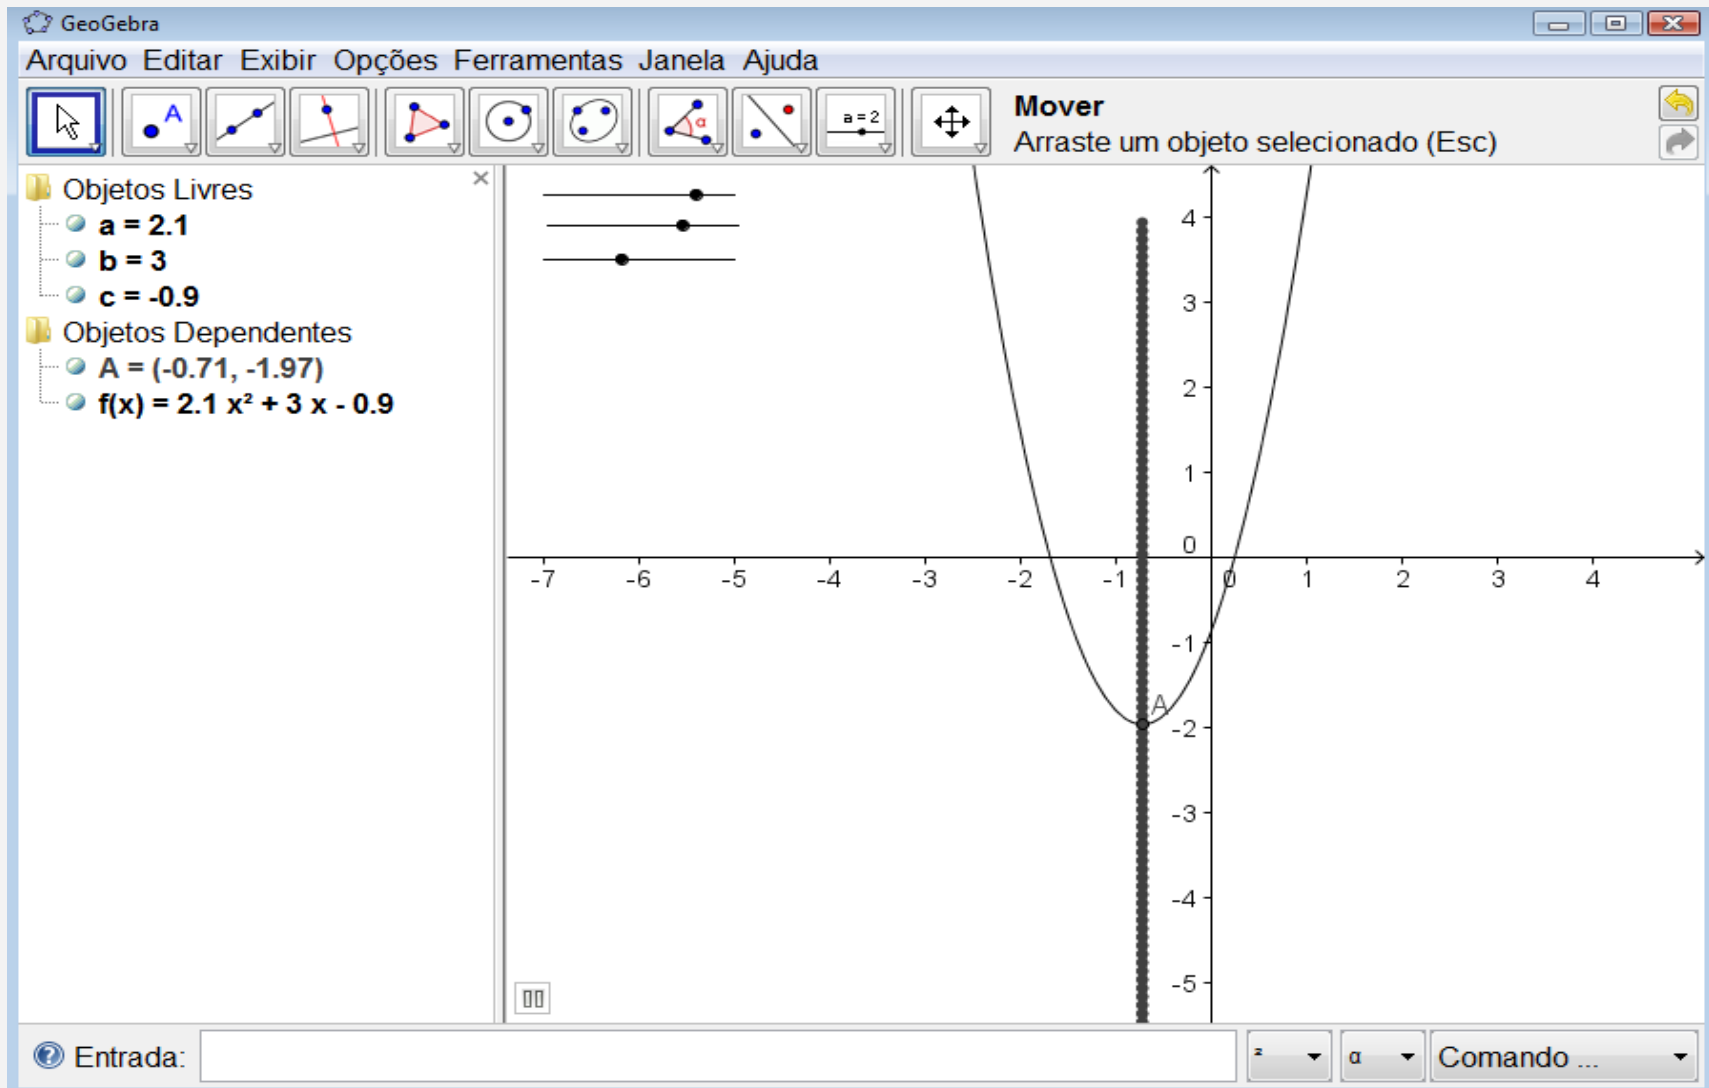 GeoGebra
Arquivo Editar Exibir Opções Ferramentas Janela Ajuda
A
α
a = 2
Mover
Arraste um objeto selecionado (Esc)
Objetos Livres
a = 2.1
b = 3
c = -0.9
Objetos Dependentes
A = (-0.71, -1.97)
f(x) = 2.1 x² + 3 x - 0.9
4
3
2
1
0
-7 -6 -5 -4 -3 -2 -1 0 1 2 3 4
-1
A
-2
-3
-4
-5
Entrada:
²
α
Comando ...